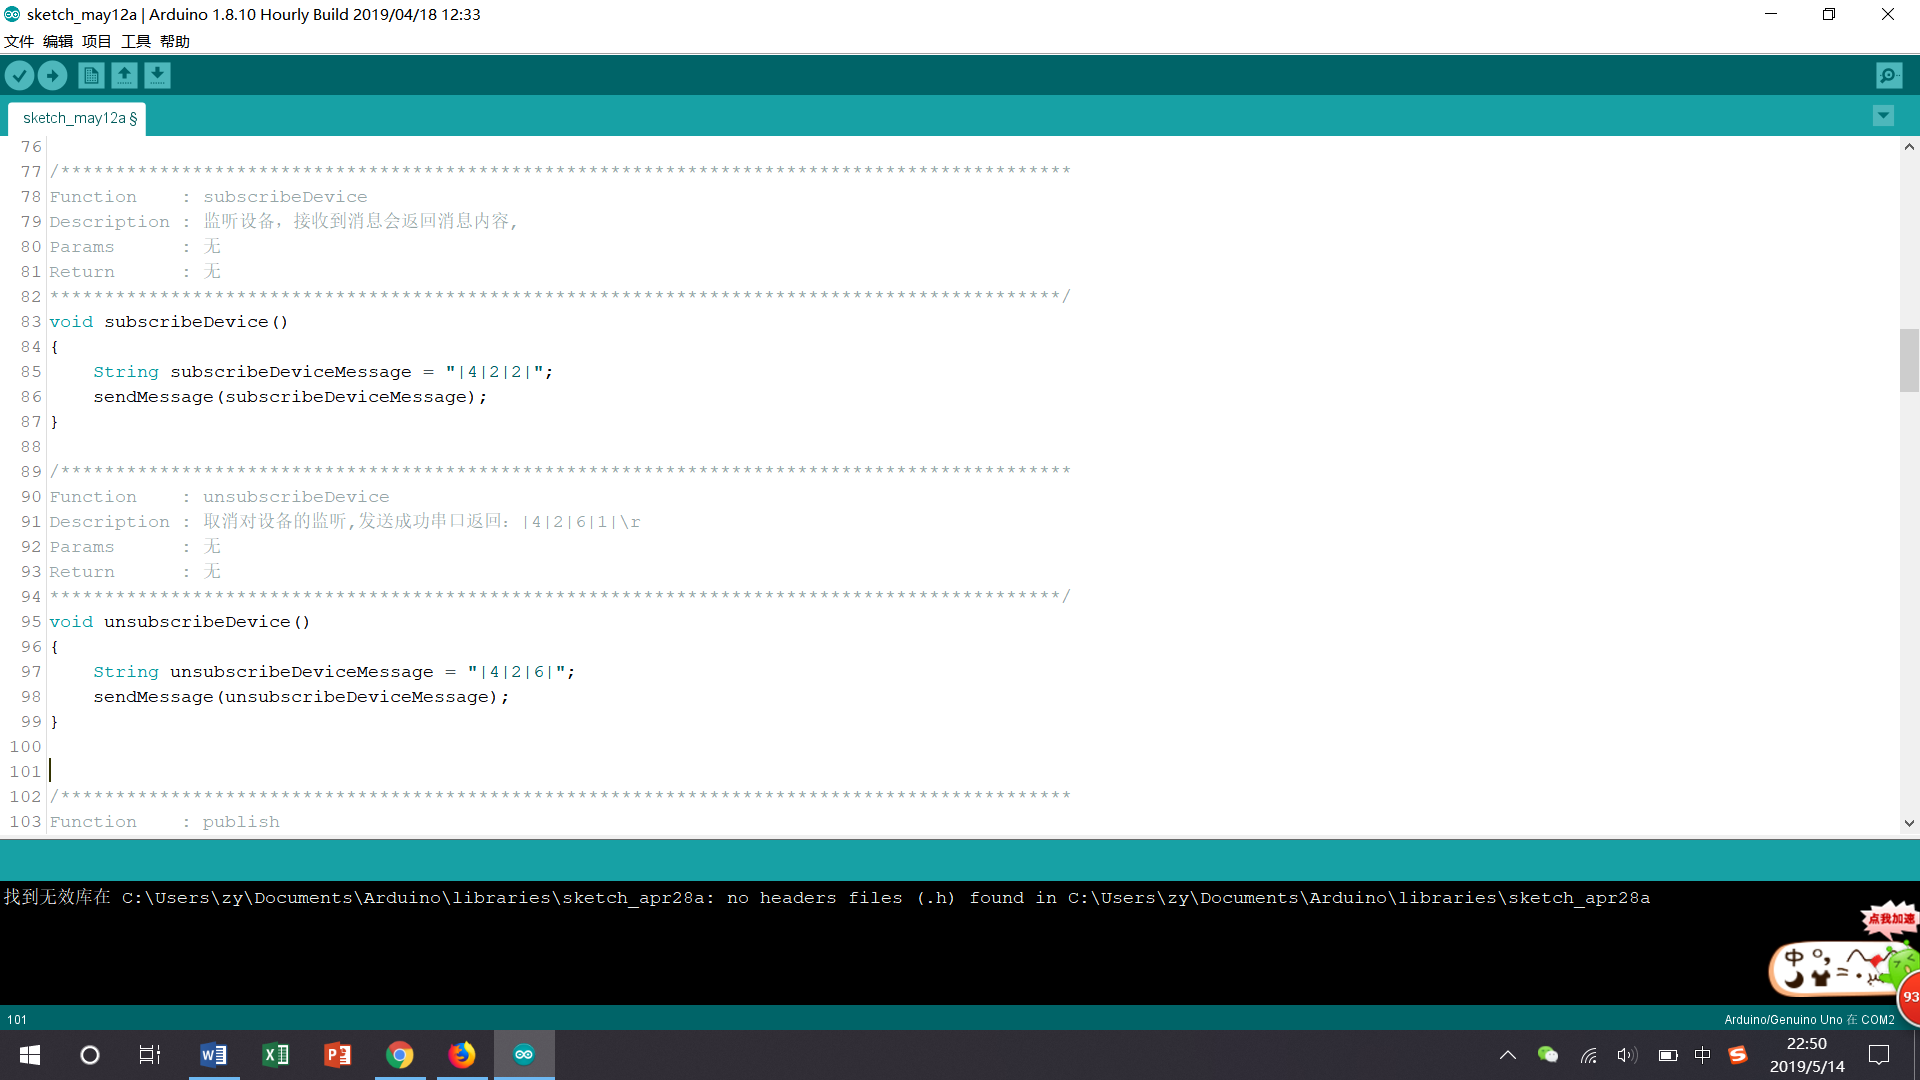 sketch_may12a | Arduino 1.8.10 Hourly Build 2019/04/18 12:33
文件 编辑 项目 工具 帮助
sketch_may12a §
76
77 /********************************************************************************************
78 Function    : subscribeDevice
79 Description : 监听设备，接收到消息会返回消息内容,
80 Params      : 无
81 Return      : 无
82 ********************************************************************************************/
83 void subscribeDevice()
84 {
85     String subscribeDeviceMessage = "|4|2|2|";
86     sendMessage(subscribeDeviceMessage);
87 }
88
89 /********************************************************************************************
90 Function    : unsubscribeDevice
91 Description : 取消对设备的监听,发送成功串口返回：|4|2|6|1|\r
92 Params      : 无
93 Return      : 无
94 ********************************************************************************************/
95 void unsubscribeDevice()
96 {
97     String unsubscribeDeviceMessage = "|4|2|6|";
98     sendMessage(unsubscribeDeviceMessage);
99 }
100
101
102 /********************************************************************************************
103 Function    : publish
找到无效库在 C:\Users\zy\Documents\Arduino\libraries\sketch_apr28a: no headers files (.h) found in C:\Users\zy\Documents\Arduino\libraries\sketch_apr28a
点我加速
中
93
101
Arduino/Genuino Uno 在 COM2
中
22:50
2019/5/14